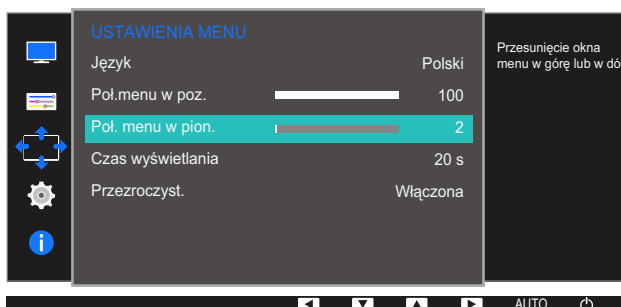 USTAWIENIA MENU
Język Polski
Poł.menu w poz. 100
Poł. menu w pion. 2
Czas wyświetlania 20 s
Przezroczyst. Włączona
Przesunięcie okna
menu w górę lub w dó
AUTO